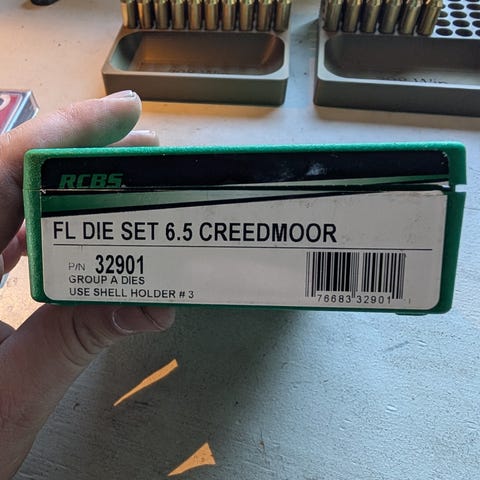 RCBS
FL DIE SET 6.5 CREEDMOOR
P/N 32901
GROUP A DIES
USE SHELL HOLDER # 3
76683 32901